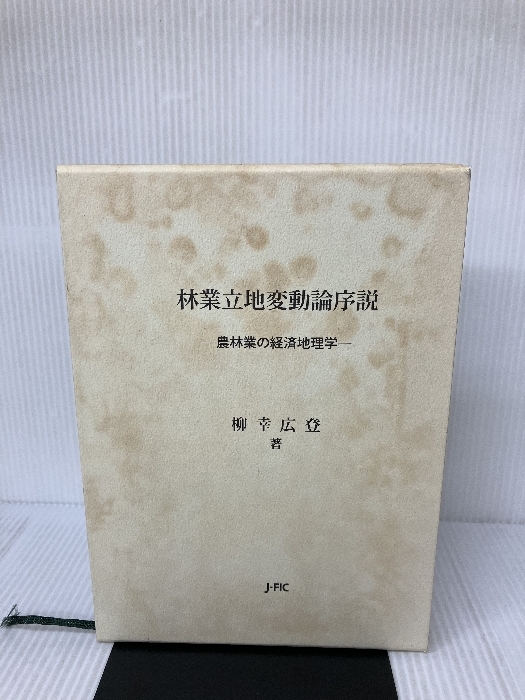 林業立地変動論序説
農林業の経済地理学―
柳幸広登
著
J-FIC